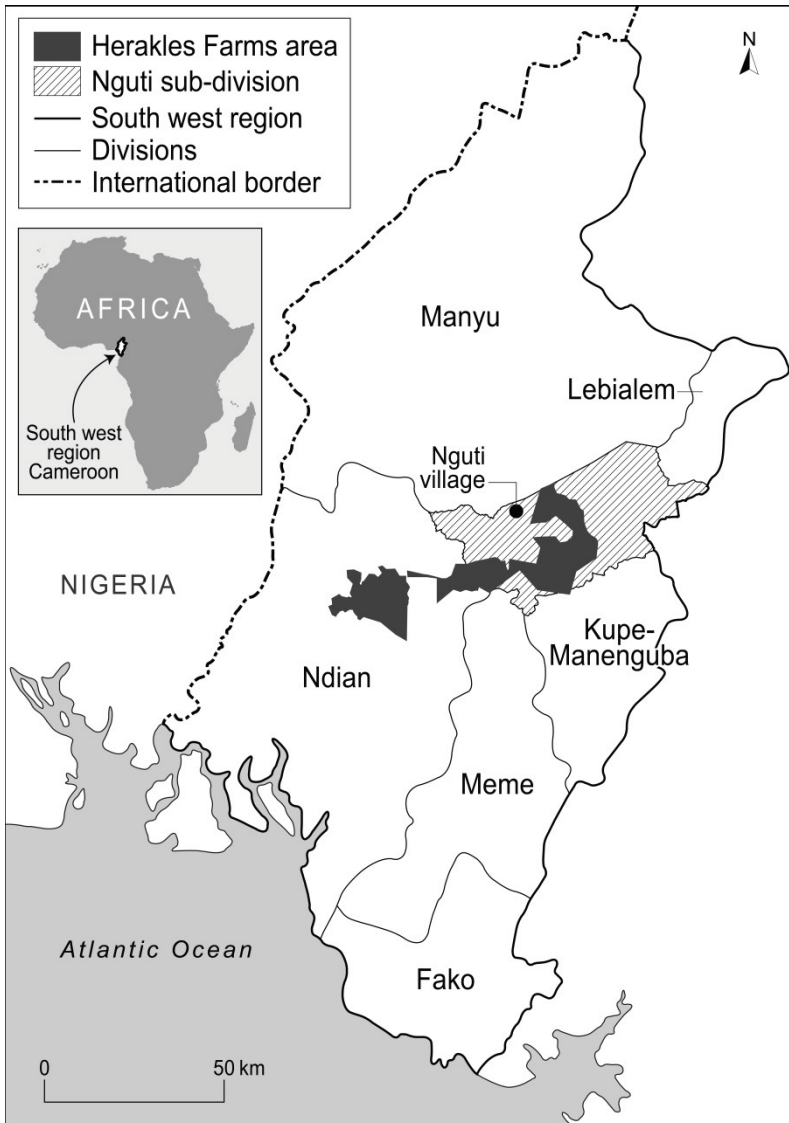 Herakles Farms area
Nguti sub-division
South west region
Divisions
International border
N
AFRICA
South west
region
Cameroon
Manyu
Lebialem
Nguti
village
NIGERIA
Kupe-
Manenguba
Ndian
Meme
Atlantic Ocean
Fako
0 50 km